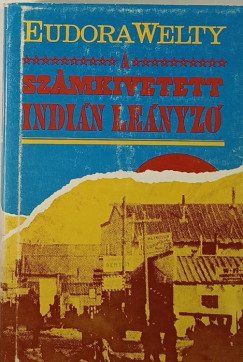 EUDORA WELTY
A
SZÁMKIVETETT
INDIÁN LEÁNYZÓ